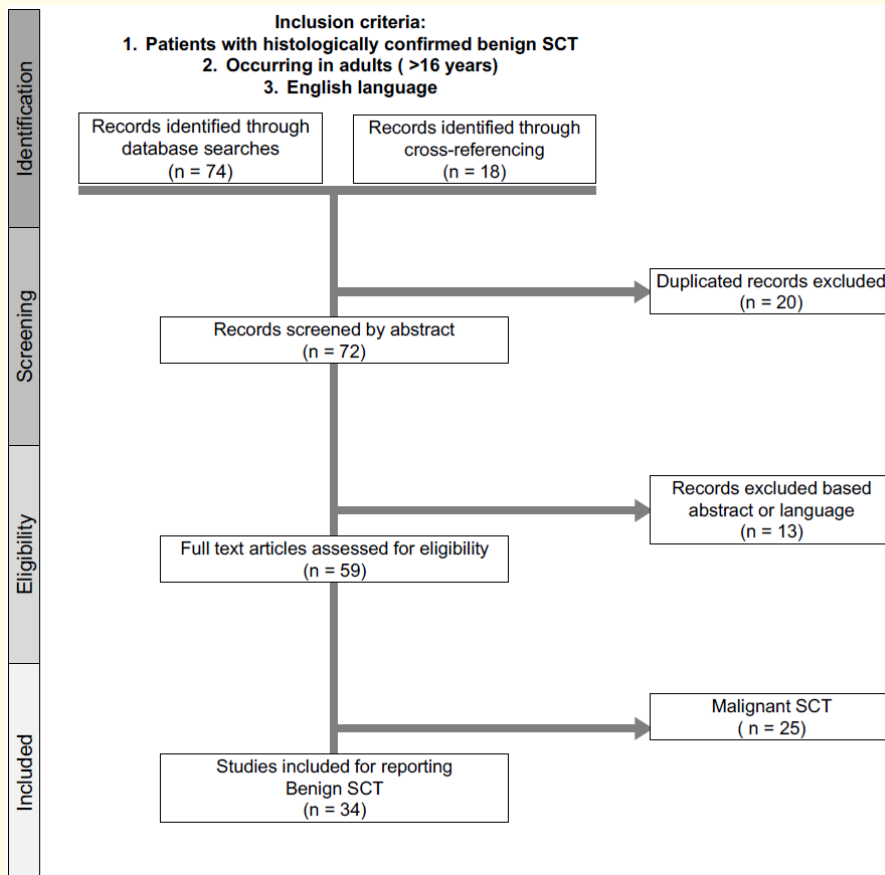 Inclusion criteria:
1. Patients with histologically confirmed benign SCT
2. Occurring in adults ( >16 years)
3. English language
Identification
Records identified through
database searches
(n = 74)
Records identified through
cross-referencing
(n = 18)
Screening
Duplicated records excluded
(n = 20)
Records screened by abstract
(n = 72)
Eligibility
Records excluded based
abstract or language
(n = 13)
Full text articles assessed for eligibility
(n = 59)
Included
Malignant SCT
( n = 25)
Studies included for reporting
Benign SCT
(n = 34)